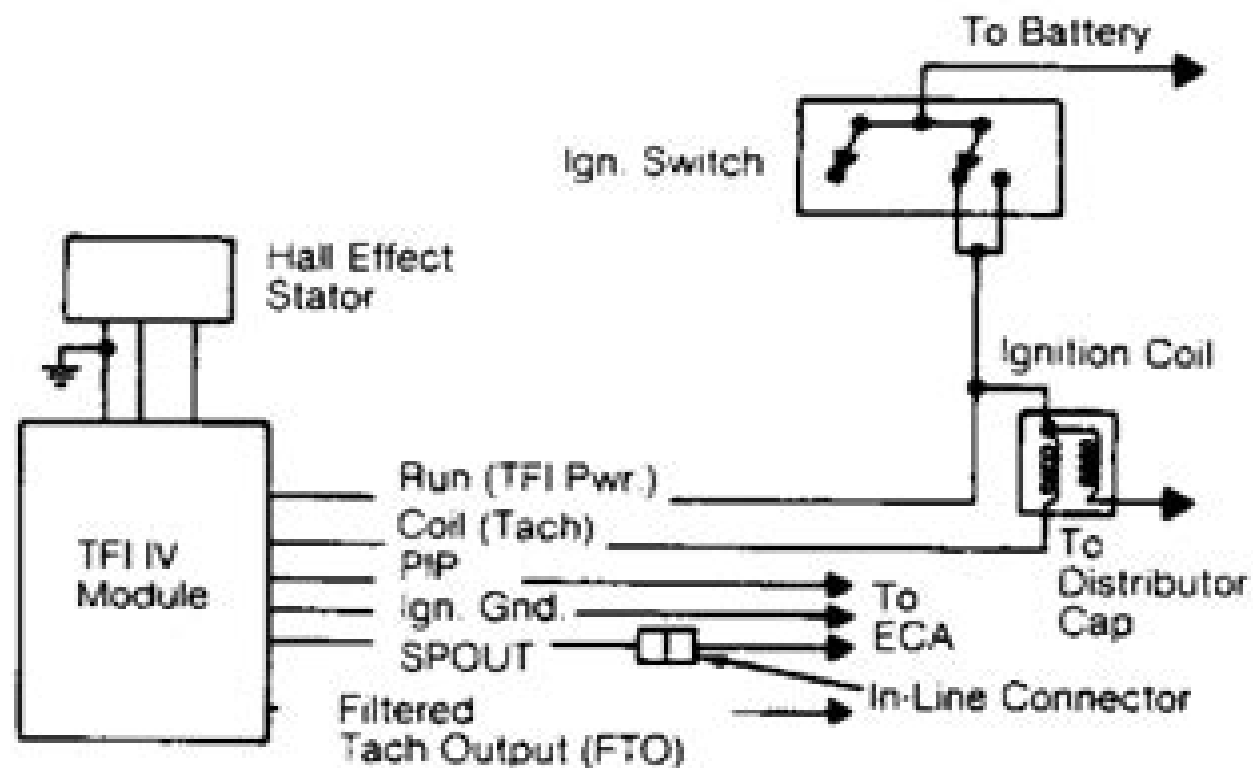 To Battery
Ign. Switch
Hall Effect
Stator
Ignition Coil
Run (TFI Pwr.)
Coil (Tach)
TFI IV
Module
PIP
Ign. Gnd.
SPOUT
To
ECA
To
Distributor
Cap
In-Line Connector
Filtered
Tach Output (FTO)